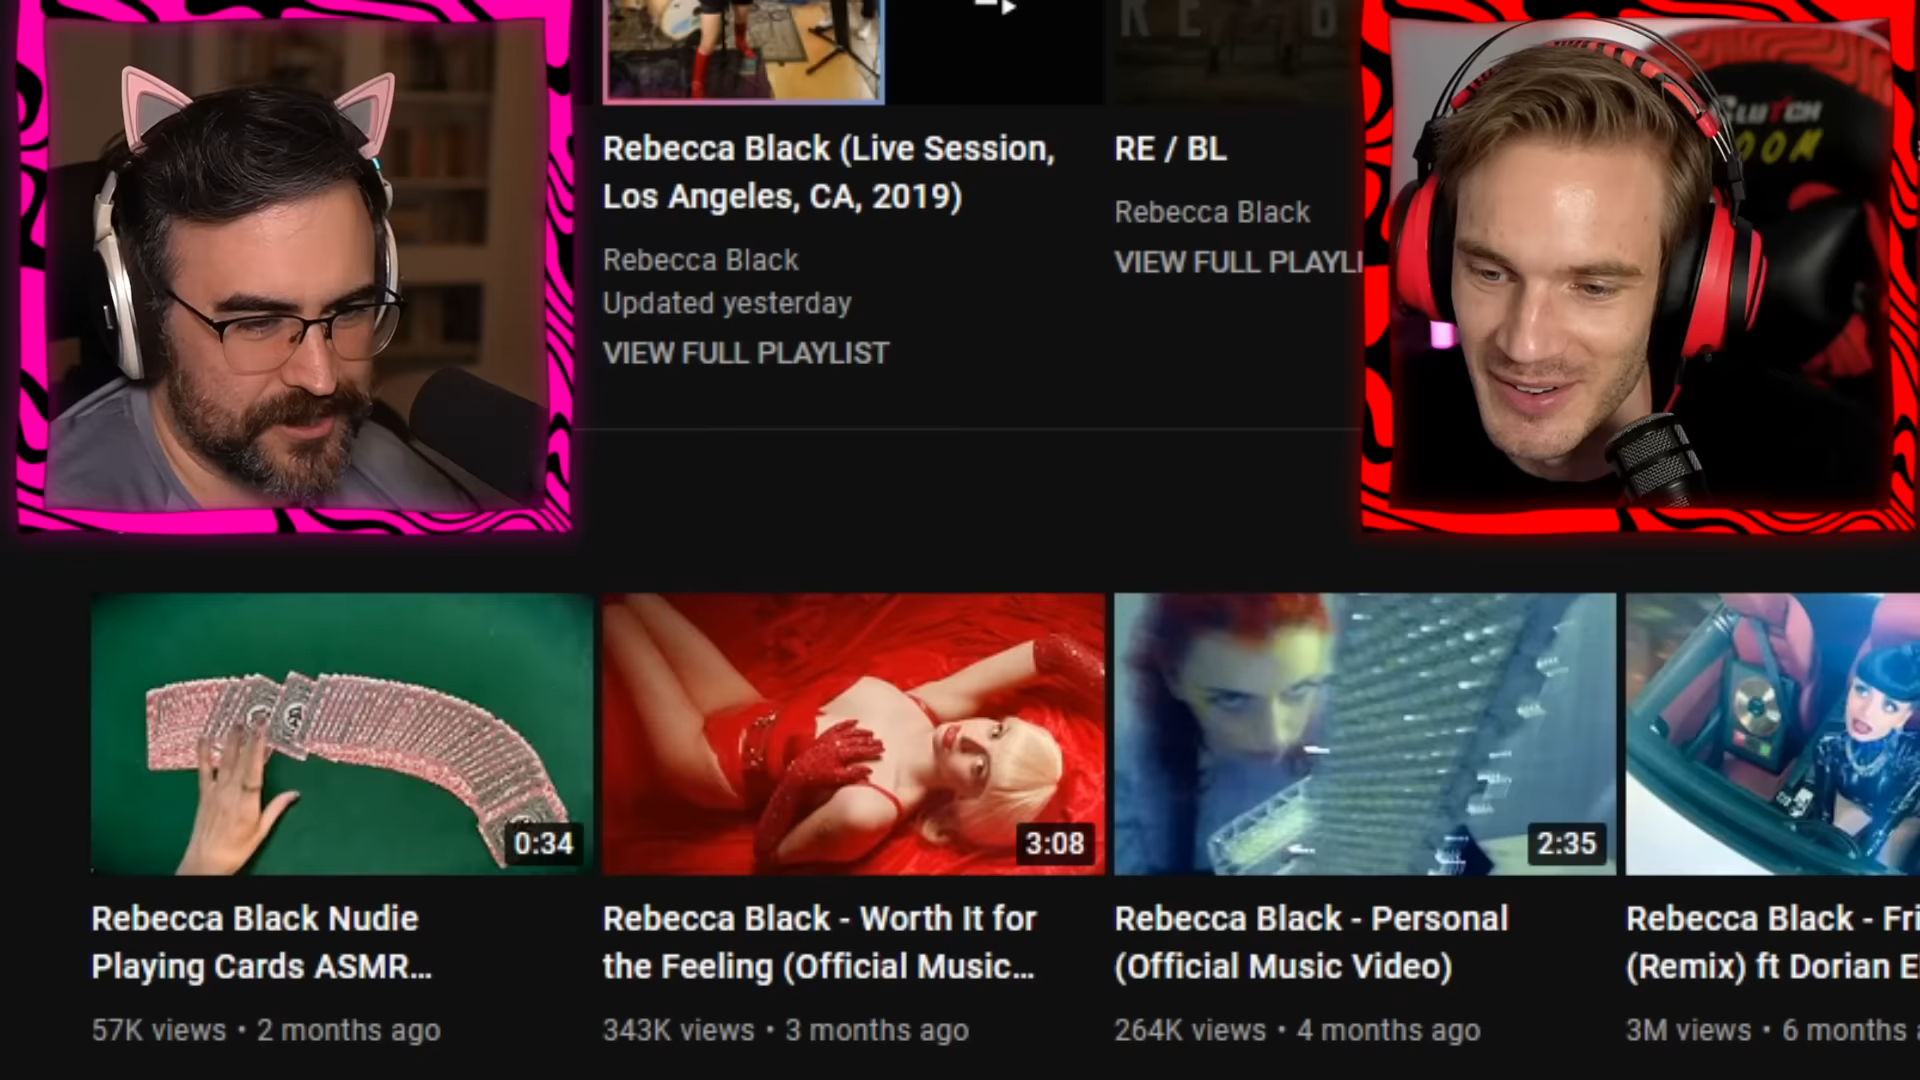 RE B
Rebecca Black (Live Session,
Los Angeles, CA, 2019)
Rebecca Black
Updated yesterday
VIEW FULL PLAYLIST
RE / BL
Rebecca Black
VIEW FULL PLAYLI
CLUTCH
0:34
3:08
2:35
Rebecca Black Nudie
Playing Cards ASMR...
57K views • 2 months ago
Rebecca Black - Worth It for
the Feeling (Official Music...
343K views • 3 months ago
Rebecca Black - Personal
(Official Music Video)
264K views • 4 months ago
Rebecca Black - Fri
(Remix) ft Dorian E
3M views • 6 months